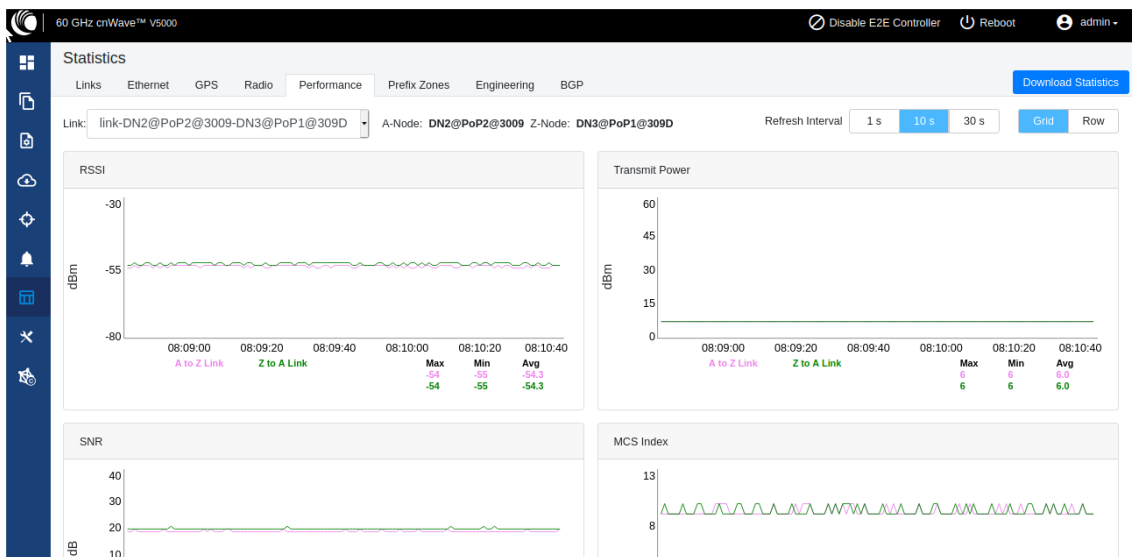 60 GHz cnWave™ V5000
Disable E2E Controller
Reboot
admin
Statistics
Links Ethernet GPS Radio Performance Prefix Zones Engineering BGP
Download Statistics
Link: link-DN2@PoP2@3009-DN3@PoP1@309D A-Node: DN2@PoP2@3009 Z-Node: DN3@PoP1@309D
Refresh Interval 1 s 10 s 30 s Grid Row
RSSI
-30
-55
-80
dBm
08:09:00 08:09:20 08:09:40 08:10:00 08:10:20 08:10:40
A to Z Link Z to A Link Max Min Avg
-54 -55 -54.3
-54 -55 -54.3
Transmit Power
60
45
30
15
0
dBm
08:09:00 08:09:20 08:09:40 08:10:00 08:10:20 08:10:40
A to Z Link Z to A Link Max Min Avg
6 6 6.0
6 6 6.0
SNR
40
30
20
10
dB
MCS Index
13
8